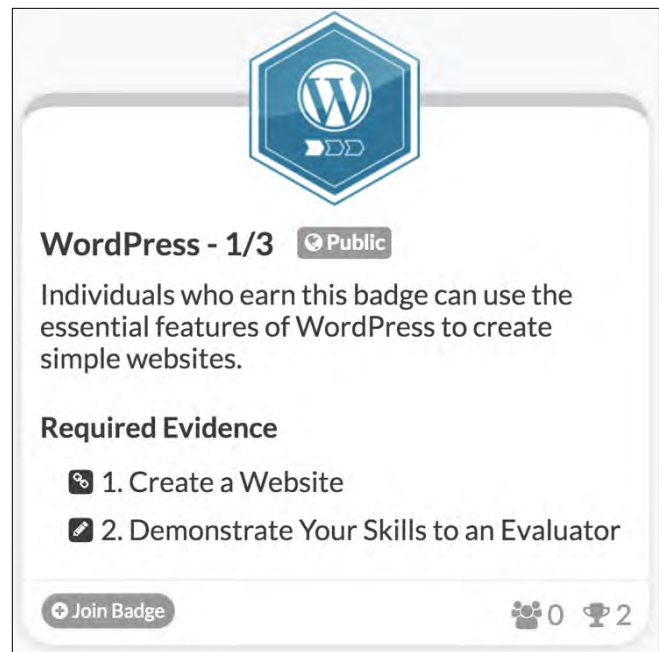 W
WordPress - 1/3 Public
Individuals who earn this badge can use the
essential features of WordPress to create
simple websites.
Required Evidence
1. Create a Website
2. Demonstrate Your Skills to an Evaluator
Join Badge 0 2